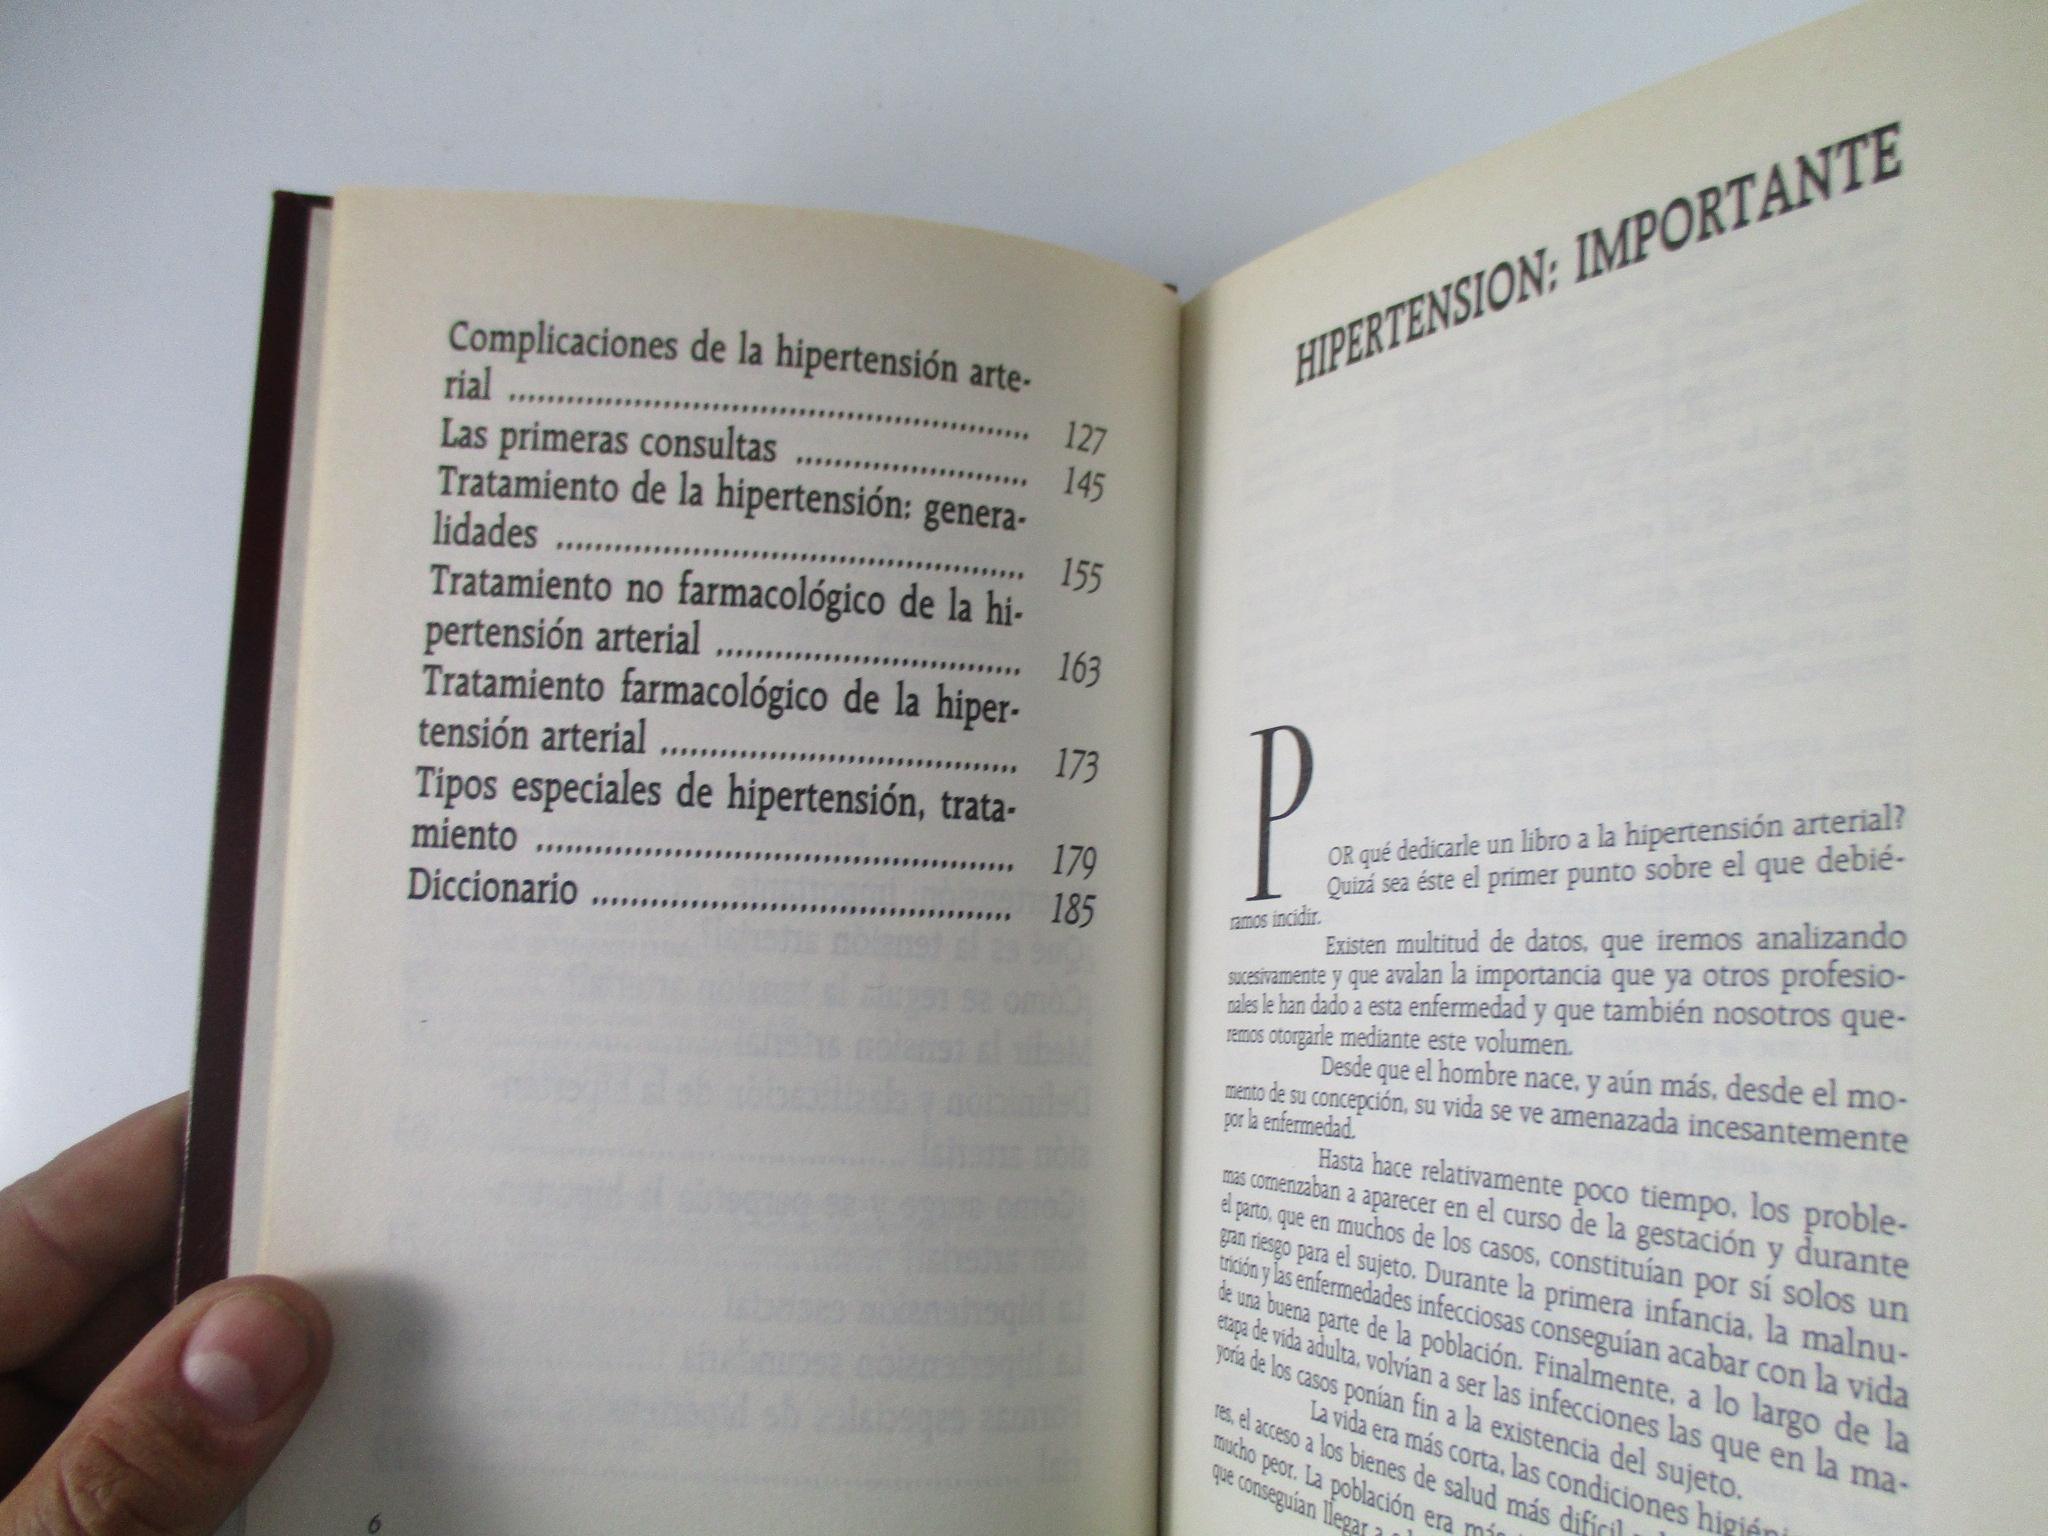 Complicaciones de la hipertensión arte-
rial ........................................................ 127
Las primeras consultas ......................... 145
Tratamiento de la hipertensión: genera-
lidades .................................................. 155
Tratamiento no farmacológico de la hi-
pertensión arterial ................................ 163
Tratamiento farmacológico de la hiper-
tensión arterial ...................................... 173
Tipos especiales de hipertensión, trata-
miento ................................................... 179
Diccionario ............................................ 185
6
HIPERTENSION: IMPORTANTE
POR qué dedicarle un libro a la hipertensión arterial?
Quizá sea éste el primer punto sobre el que debié-
ramos incidir.
Existen multitud de datos, que iremos analizando
sucesivamente y que avalan la importancia que ya otros profesio-
nales le han dado a esta enfermedad y que también nosotros que-
remos otorgarle mediante este volumen.
Desde que el hombre nace, y aún más, desde el mo-
mento de su concepción, su vida se ve amenazada incesantemente
por la enfermedad.
Hasta hace relativamente poco tiempo, los proble-
mas comenzaban a aparecer en el curso de la gestación y durante
el parto, que en muchos de los casos, constituían por sí solos un
gran riesgo para el sujeto. Durante la primera infancia, la malnu-
trición y las enfermedades infecciosas conseguían acabar con la vida
de una buena parte de la población. Finalmente, a lo largo de la
etapa de vida adulta, volvían a ser las infecciones las que en la ma-
yoría de los casos ponían fin a la existencia del sujeto.
La vida era más corta, las condiciones
res, el acceso a los bienes de salud más difícil
mucho peor. La población era más
que conseguían llegar a